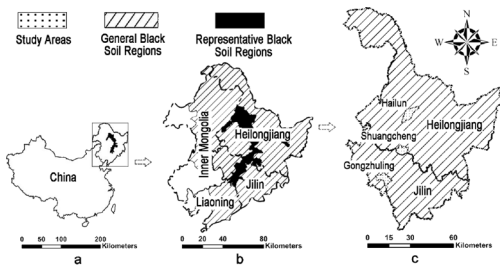 Study Areas
General Black
Soil Regions
Representative Black
Soil Regions
N
W
E
S
China
0 50 100 200
Kilometers
a
Inner Mongolia
Heilongjiang
Jilin
Liaoning
0 20 40 80
Kilometers
b
Hailun
Heilongjiang
Shuangcheng
Gongzhuling
Jilin
0 15 30 60
Kilometers
c